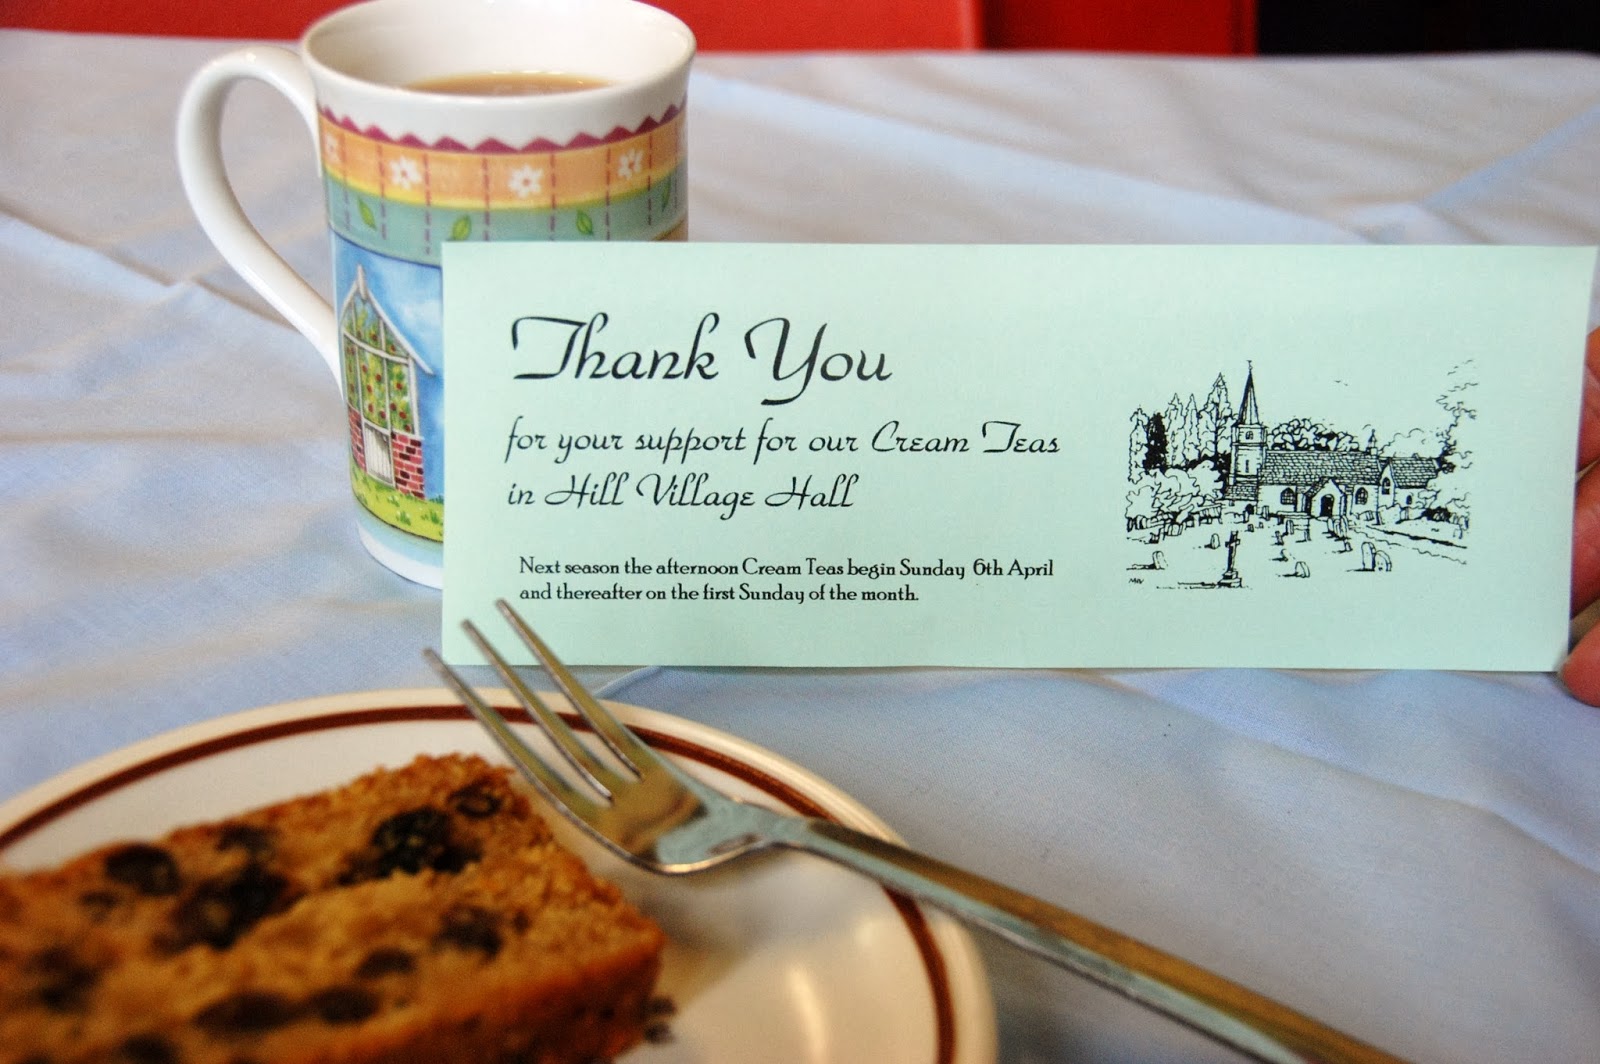 Thank You
for your support for our Cream Teas
in Hill Village Hall
Next season the afternoon Cream Teas begin Sunday 6th April
and thereafter on the first Sunday of the month.